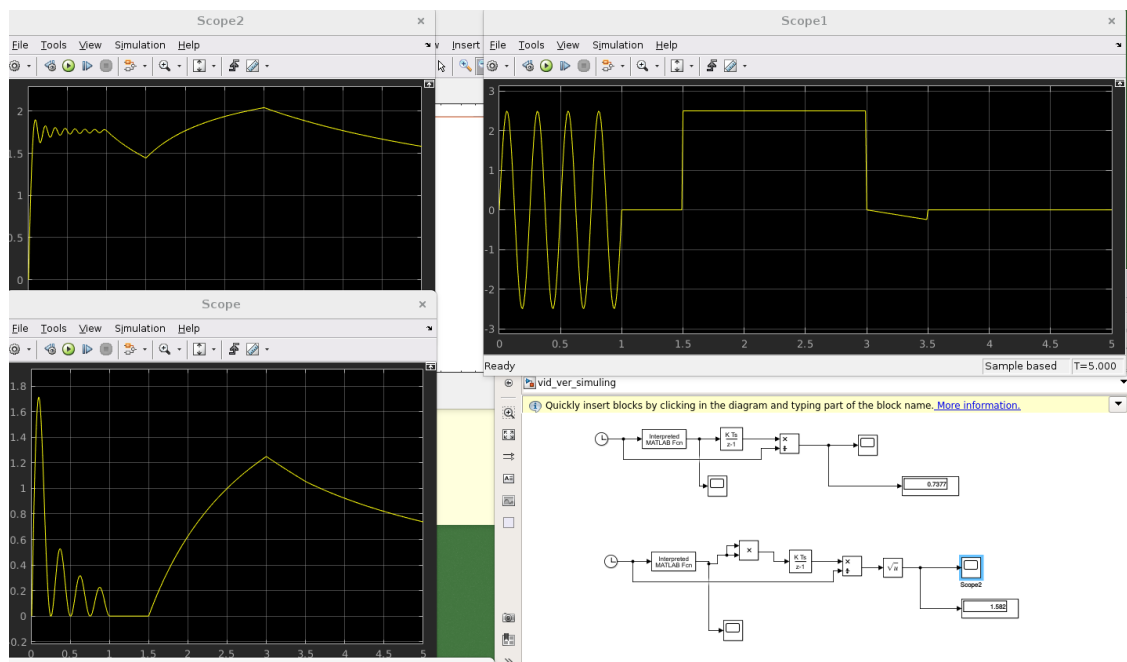 Scope2 ×
File Tools View Simulation Help
2
1.5
1
0.5
0
Insert
Scope1 ×
File Tools View Simulation Help
3
2
1
0
-1
-2
-3
0 0.5 1 1.5 2 2.5 3 3.5 4 4.5 5
Ready Sample based T=5.000
Scope ×
File Tools View Simulation Help
1.8
1.6
1.4
1.2
1
0.8
0.6
0.4
0.2
0
0.2
0 0.5 1 1.5 2 2.5 3 3.5 4 4.5 5
vid_ver_simuling
Quickly insert blocks by clicking in the diagram and typing part of the block name. More information.
Interpreted
MATLAB Fcn
K Ts
z-1
×
÷
0.7377
Interpreted
MATLAB Fcn
×
K Ts
z-1
×
÷
√u
Scope2
1.582